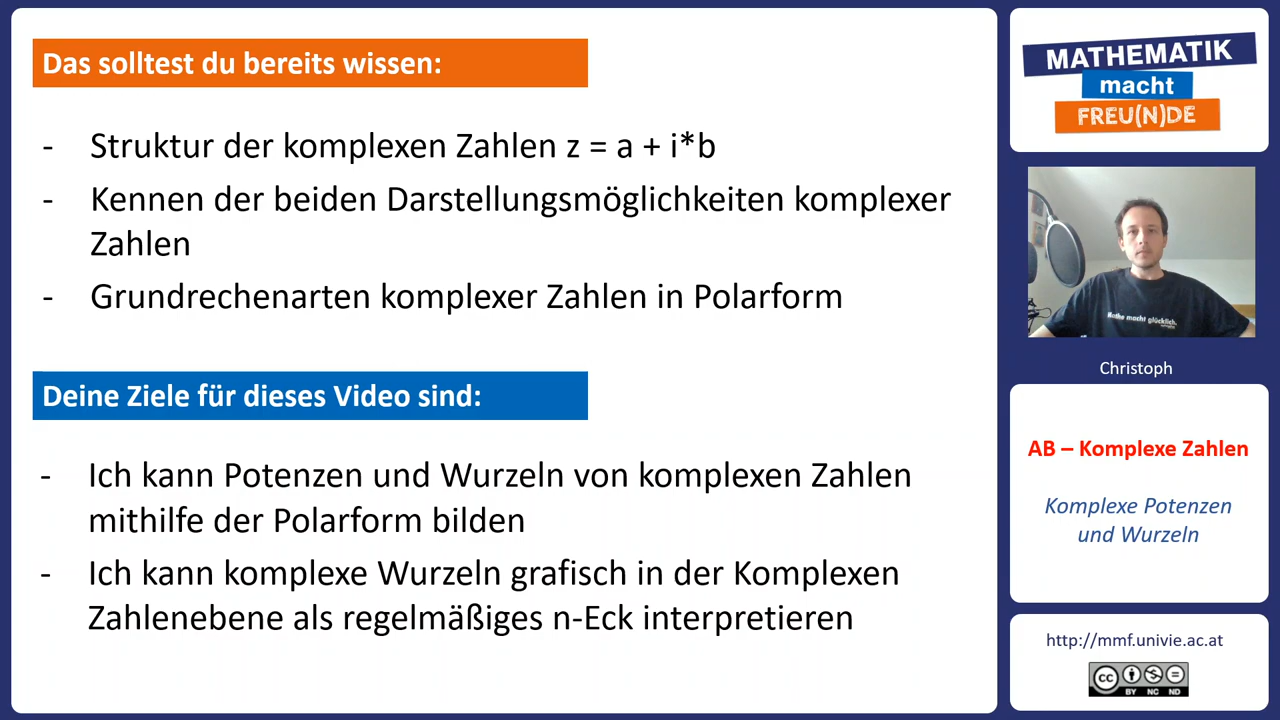 Das solltest du bereits wissen:
- Struktur der komplexen Zahlen z = a + i*b
- Kennen der beiden Darstellungsmöglichkeiten komplexer
Zahlen
- Grundrechenarten komplexer Zahlen in Polarform
Deine Ziele für dieses Video sind:
- Ich kann Potenzen und Wurzeln von komplexen Zahlen
mithilfe der Polarform bilden
- Ich kann komplexe Wurzeln grafisch in der Komplexen
Zahlenebene als regelmäßiges n-Eck interpretieren
MATHEMATIK
macht
FREU(N)DE
Mathe macht glücklich.
Christoph
AB – Komplexe Zahlen
Komplexe Potenzen
und Wurzeln
http://mmf.univie.ac.at
cc
BY NC ND